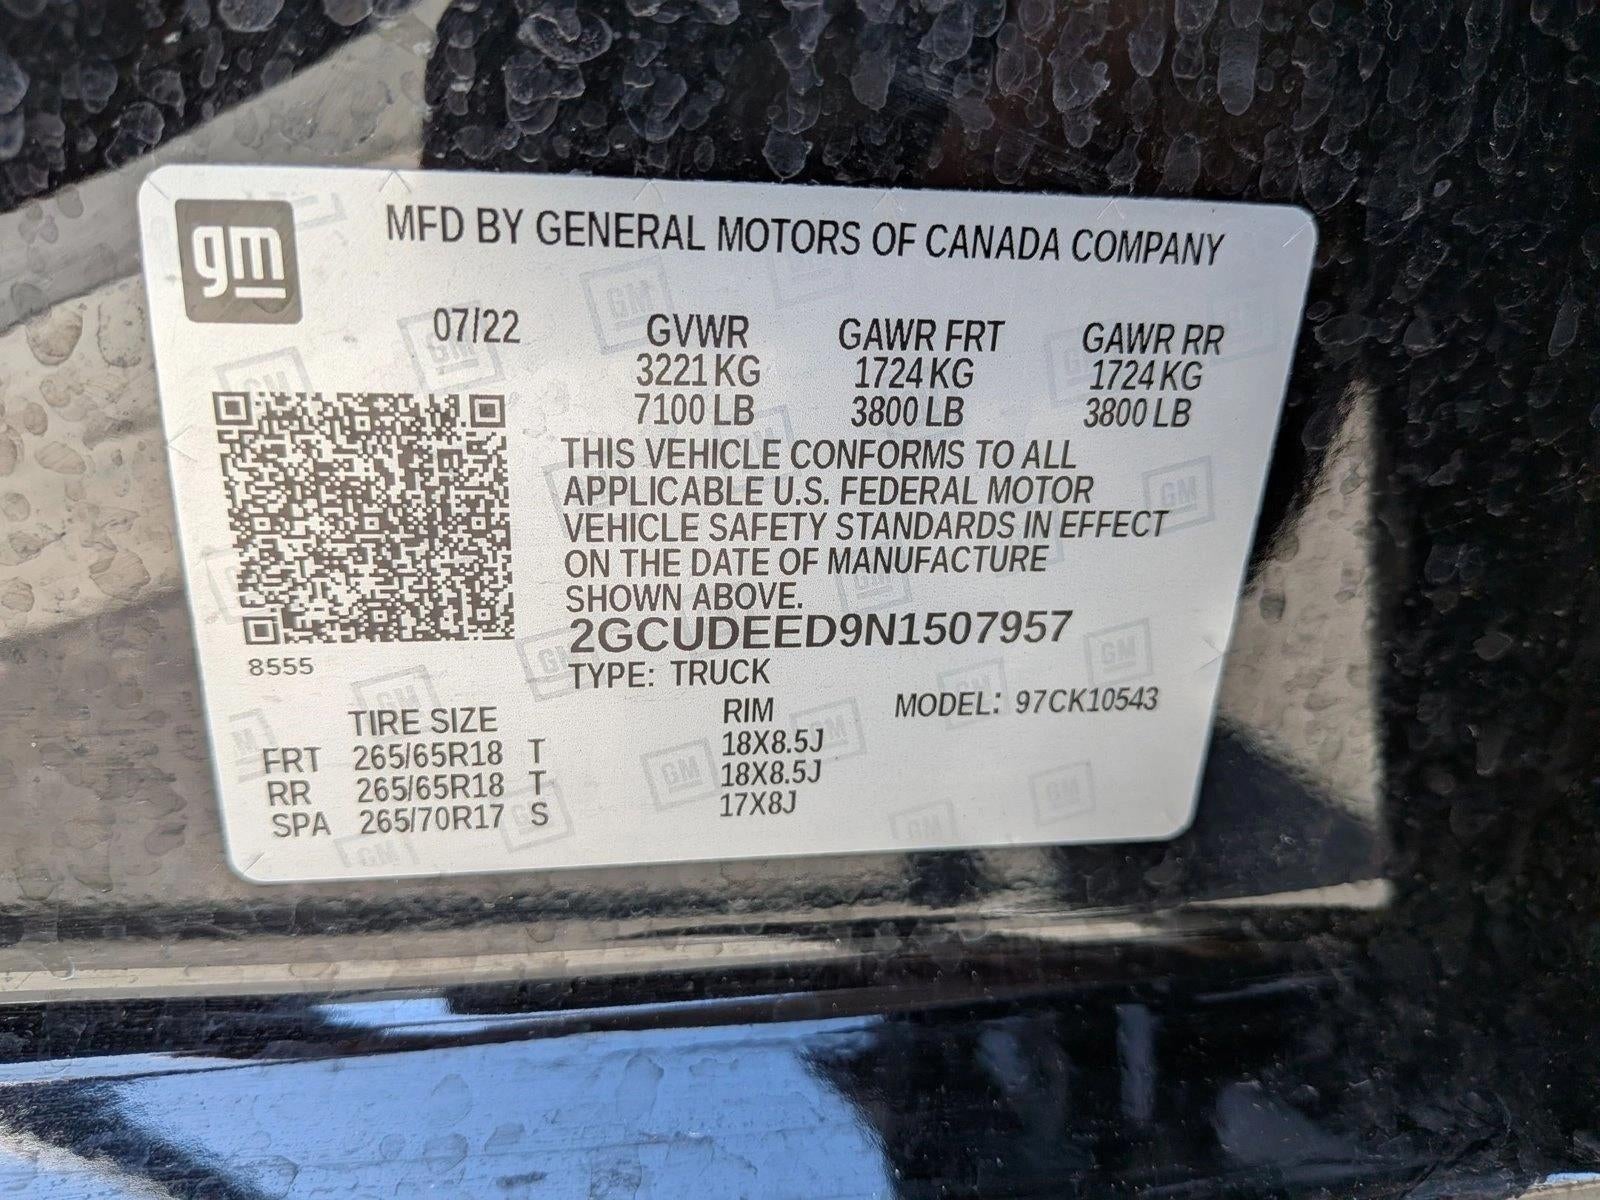 gm
MFD BY GENERAL MOTORS OF CANADA COMPANY
07/22 GVWR GAWR FRT GAWR RR
3221 KG 1724 KG 1724 KG
7100 LB 3800 LB 3800 LB
THIS VEHICLE CONFORMS TO ALL
APPLICABLE U.S. FEDERAL MOTOR
VEHICLE SAFETY STANDARDS IN EFFECT
ON THE DATE OF MANUFACTURE
SHOWN ABOVE.
2GCUDEED9N1507957
8555
TYPE: TRUCK
TIRE SIZE RIM MODEL: 97CK10543
FRT 265/65R18 T 18X8.5J
RR 265/65R18 T 18X8.5J
SPA 265/70R17 S 17X8J